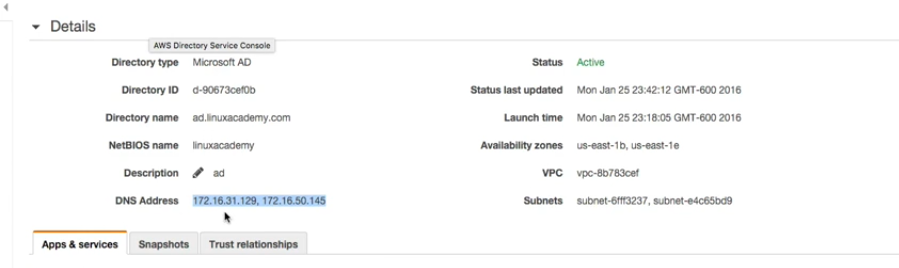 Details
AWS Directory Service Console
Directory type Microsoft AD
Status Active
Directory ID d-90673cef0b
Status last updated Mon Jan 25 23:42:12 GMT-600 2016
Directory name ad.linuxacademy.com
Launch time Mon Jan 25 23:18:05 GMT-600 2016
NetBIOS name linuxacademy
Availability zones us-east-1b, us-east-1e
Description ad
VPC vpc-8b783cef
DNS Address 172.16.31.129, 172.16.50.145
Subnets subnet-6fff3237, subnet-e4c65bd9
Apps & services Snapshots Trust relationships